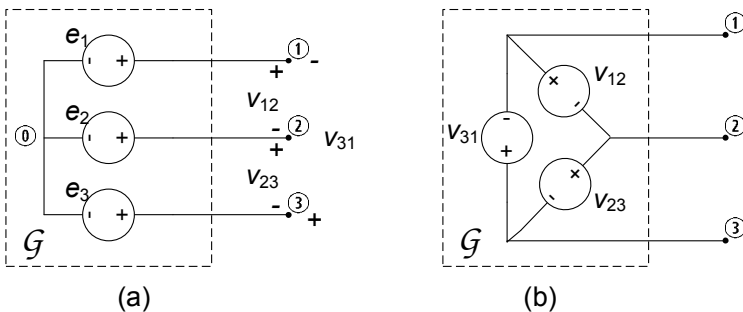 e1 - + ① + -
v12
e2 ⓪ - + - ② + v31
v23
e3 - + - ③ +
G
(a)
①
+ v12 -
v31 - + ②
+ v23 -
G ③
(b)